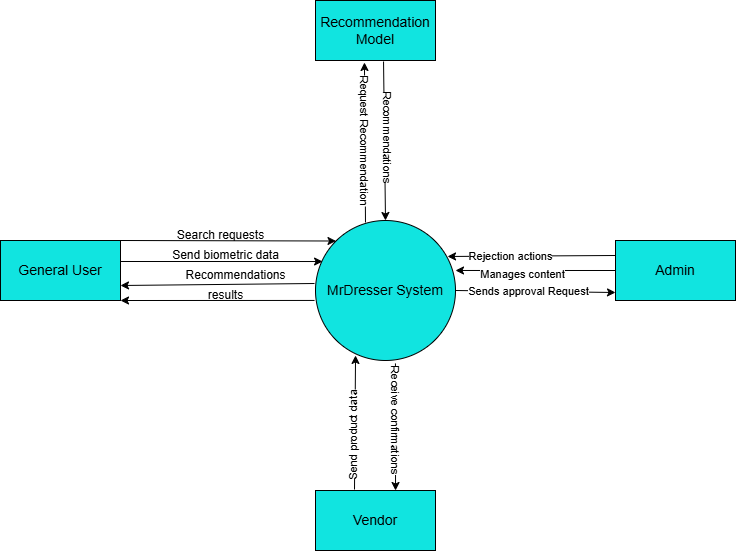 Recommendation
Model
Request Recommendation
Recommendations
Search requests
Send biometric data
Recommendations
results
General User
MrDresser System
Rejection actions
Manages content
Sends approval Request
Admin
Send product data
Receive confirmations
Vendor